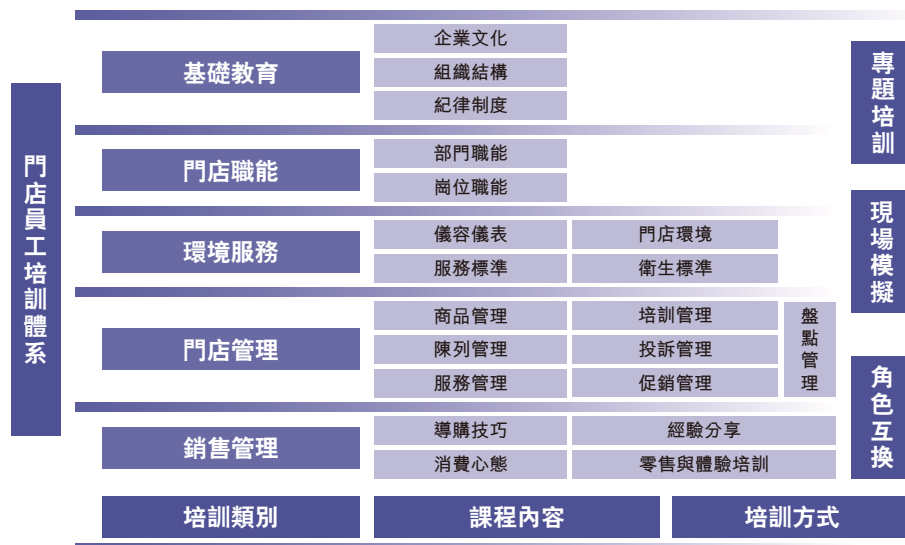 門店員工培訓體系
基礎教育
企業文化
組織結構
紀律制度
門店職能
部門職能
崗位職能
環境服務
儀容儀表
門店環境
服務標準
衛生標準
門店管理
商品管理
培訓管理
陳列管理
投訴管理
服務管理
促銷管理
盤點管理
銷售管理
導購技巧
經驗分享
消費心態
零售與體驗培訓
專題培訓
現場模擬
角色互換
培訓類別
課程內容
培訓方式